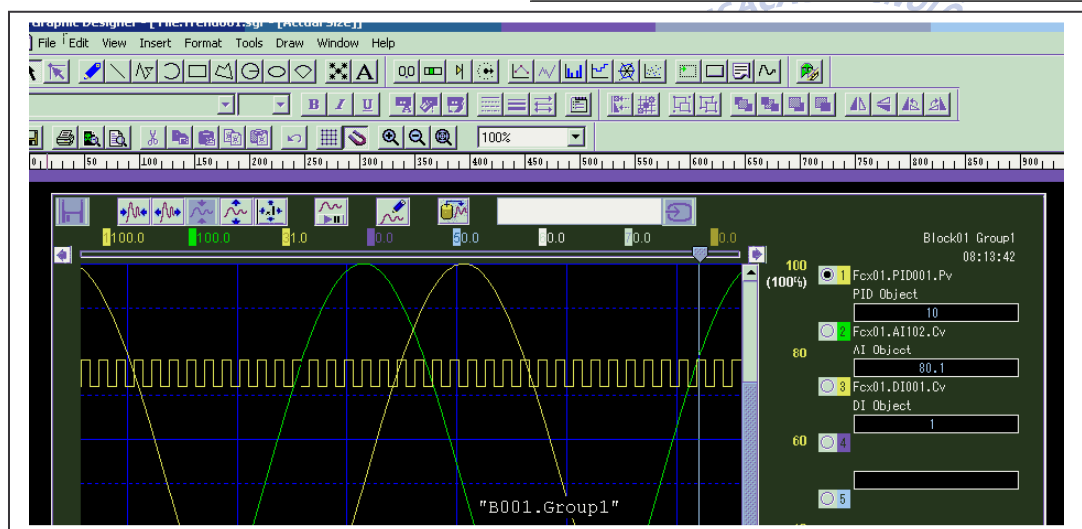 Graphic Designer - [ File:Trend001.sgr - [Actual Size]]
File Edit View Insert Format Tools Draw Window Help
A 0.0
B I U
100%
0 50 100 150 200 250 300 350 400 450 500 550 600 650 700 750 800 850 900
1 100.0 100.0 31.0 0.0 50.0 0.0 70.0 0.0
Block01 Group1
08:13:42
100
(100%)
1 Fcx01.PID001.Pv
PID Object
10
2 Fcx01.AI102.Cv
80
AI Object
80.1
3 Fcx01.DI001.Cv
DI Object
1
60
4
5
"B001.Group1"